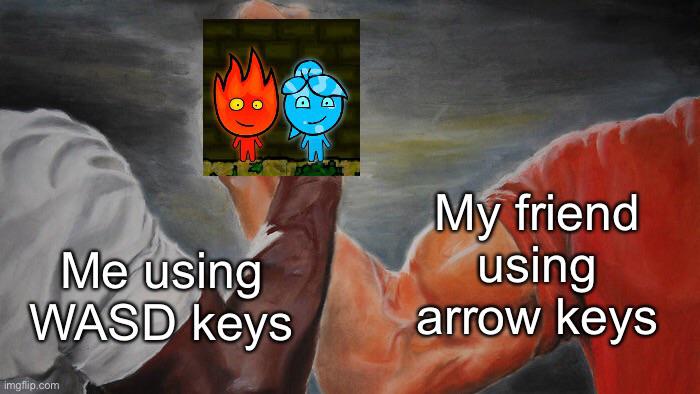 Me using
WASD keys
My friend
using
arrow keys
imgflip.com